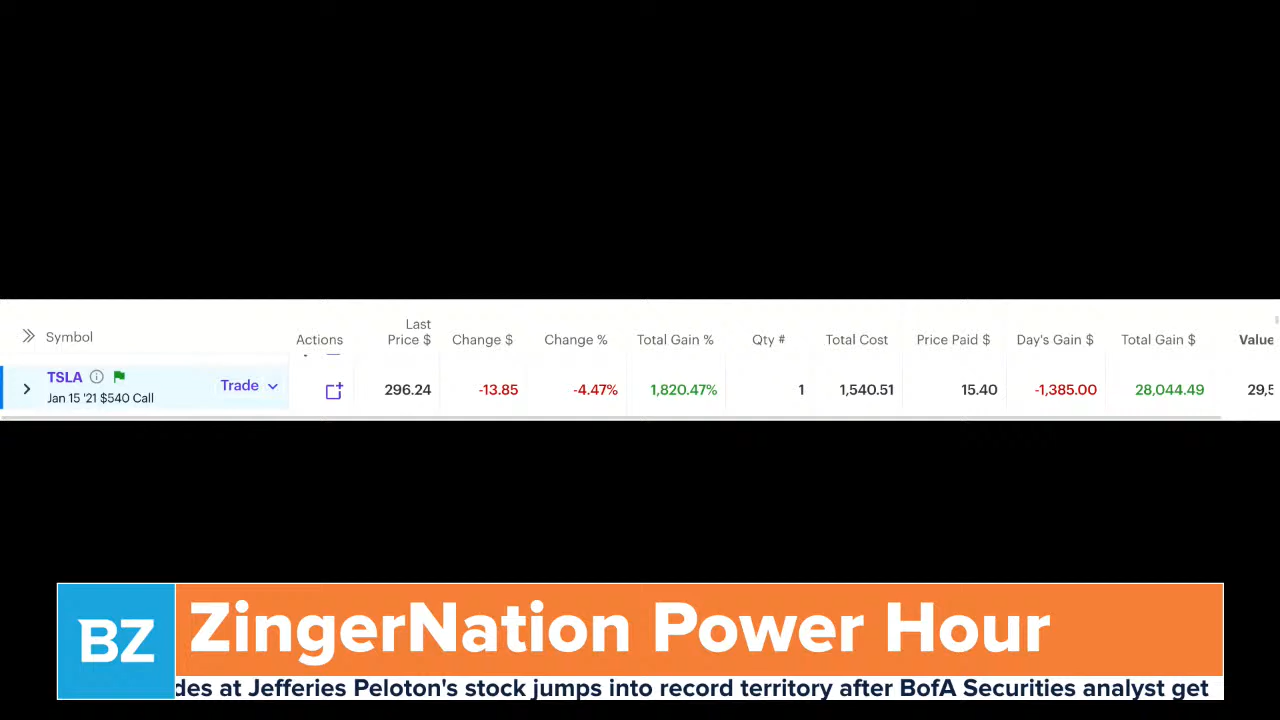 Symbol
Actions
Last
Price $
Change $
Change %
Total Gain %
Qty #
Total Cost
Price Paid $
Day's Gain $
Total Gain $
Value
TSLA
Jan 15 '21 $540 Call
Trade
296.24
-13.85
-4.47%
1,820.47%
1
1,540.51
15.40
-1,385.00
28,044.49
29,5
BZ
ZingerNation Power Hour
des at Jefferies Peloton's stock jumps into record territory after BofA Securities analyst get